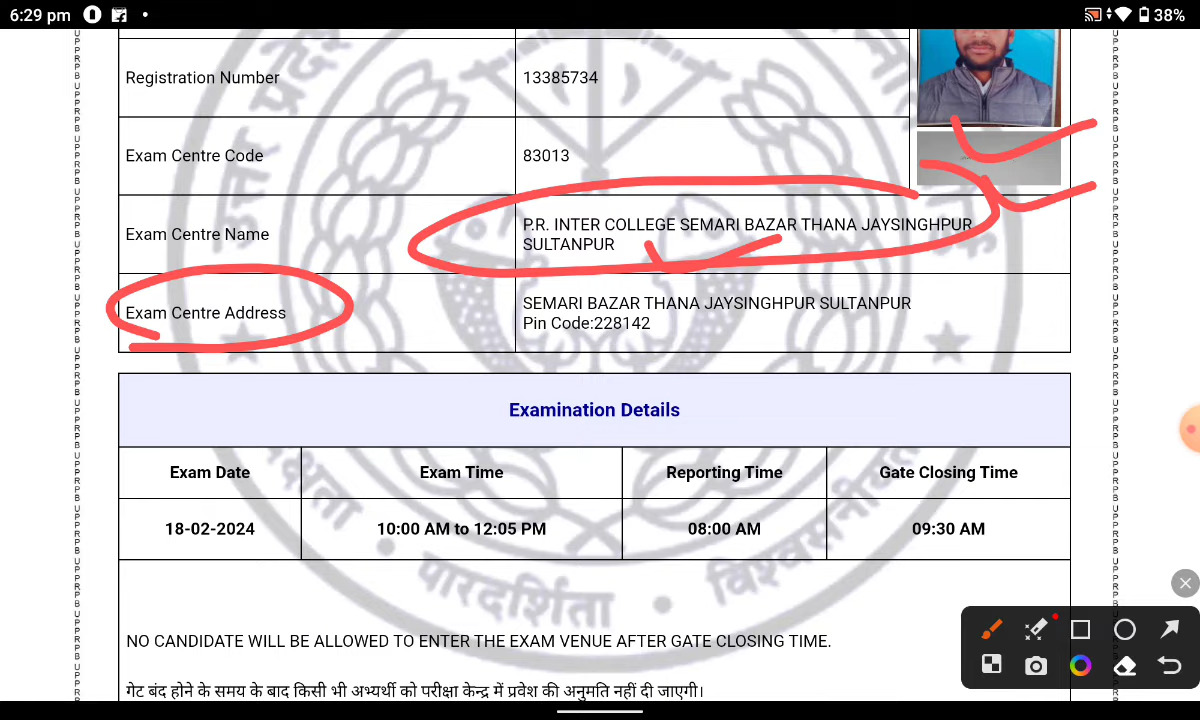 6:29 pm
38%
Registration Number 13385734
Exam Centre Code 83013
Exam Centre Name P.R. INTER COLLEGE SEMARI BAZAR THANA JAYSINGHPUR
SULTANPUR
Exam Centre Address SEMARI BAZAR THANA JAYSINGHPUR SULTANPUR
Pin Code:228142
Examination Details
Exam Date Exam Time Reporting Time Gate Closing Time
18-02-2024 10:00 AM to 12:05 PM 08:00 AM 09:30 AM
पारदर्शिता
NO CANDIDATE WILL BE ALLOWED TO ENTER THE EXAM VENUE AFTER GATE CLOSING TIME.
गेट बंद होने के समय के बाद किसी भी अभ्यर्थी को परीक्षा केन्द्र में प्रवेश की अनुमति नहीं दी जाएगी।